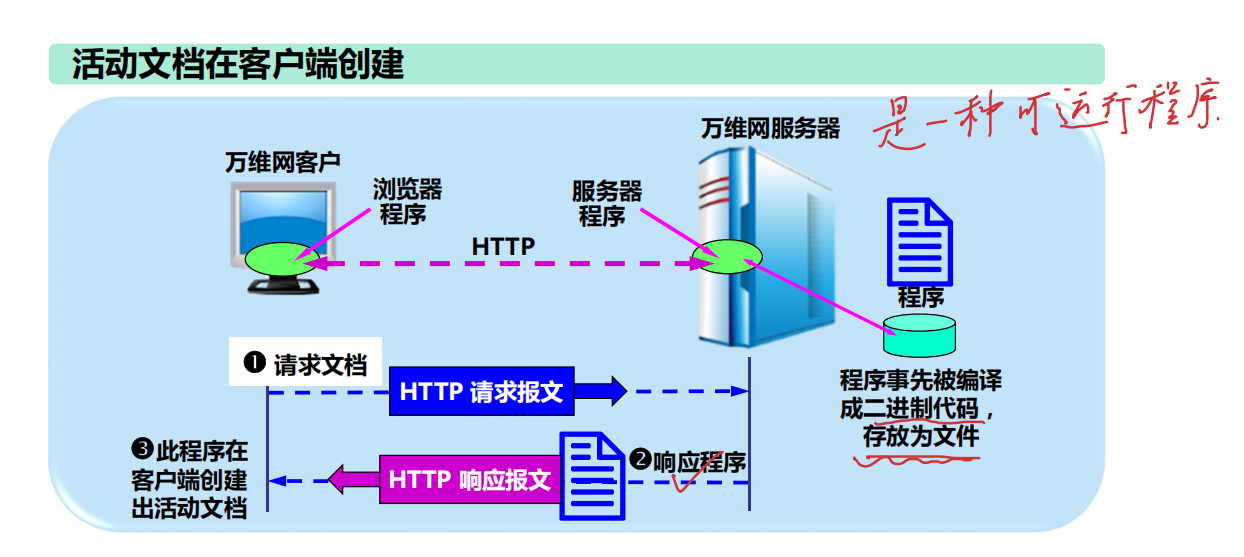 活动文档在客户端创建
是一种可运行程序.
万维网服务器
万维网客户
浏览器
程序
服务器
程序
HTTP
程序
❶ 请求文档
HTTP 请求报文
程序事先被编译
成二进制代码，
存放为文件
❸此程序在
客户端创建
出活动文档
HTTP 响应报文
❷响应程序